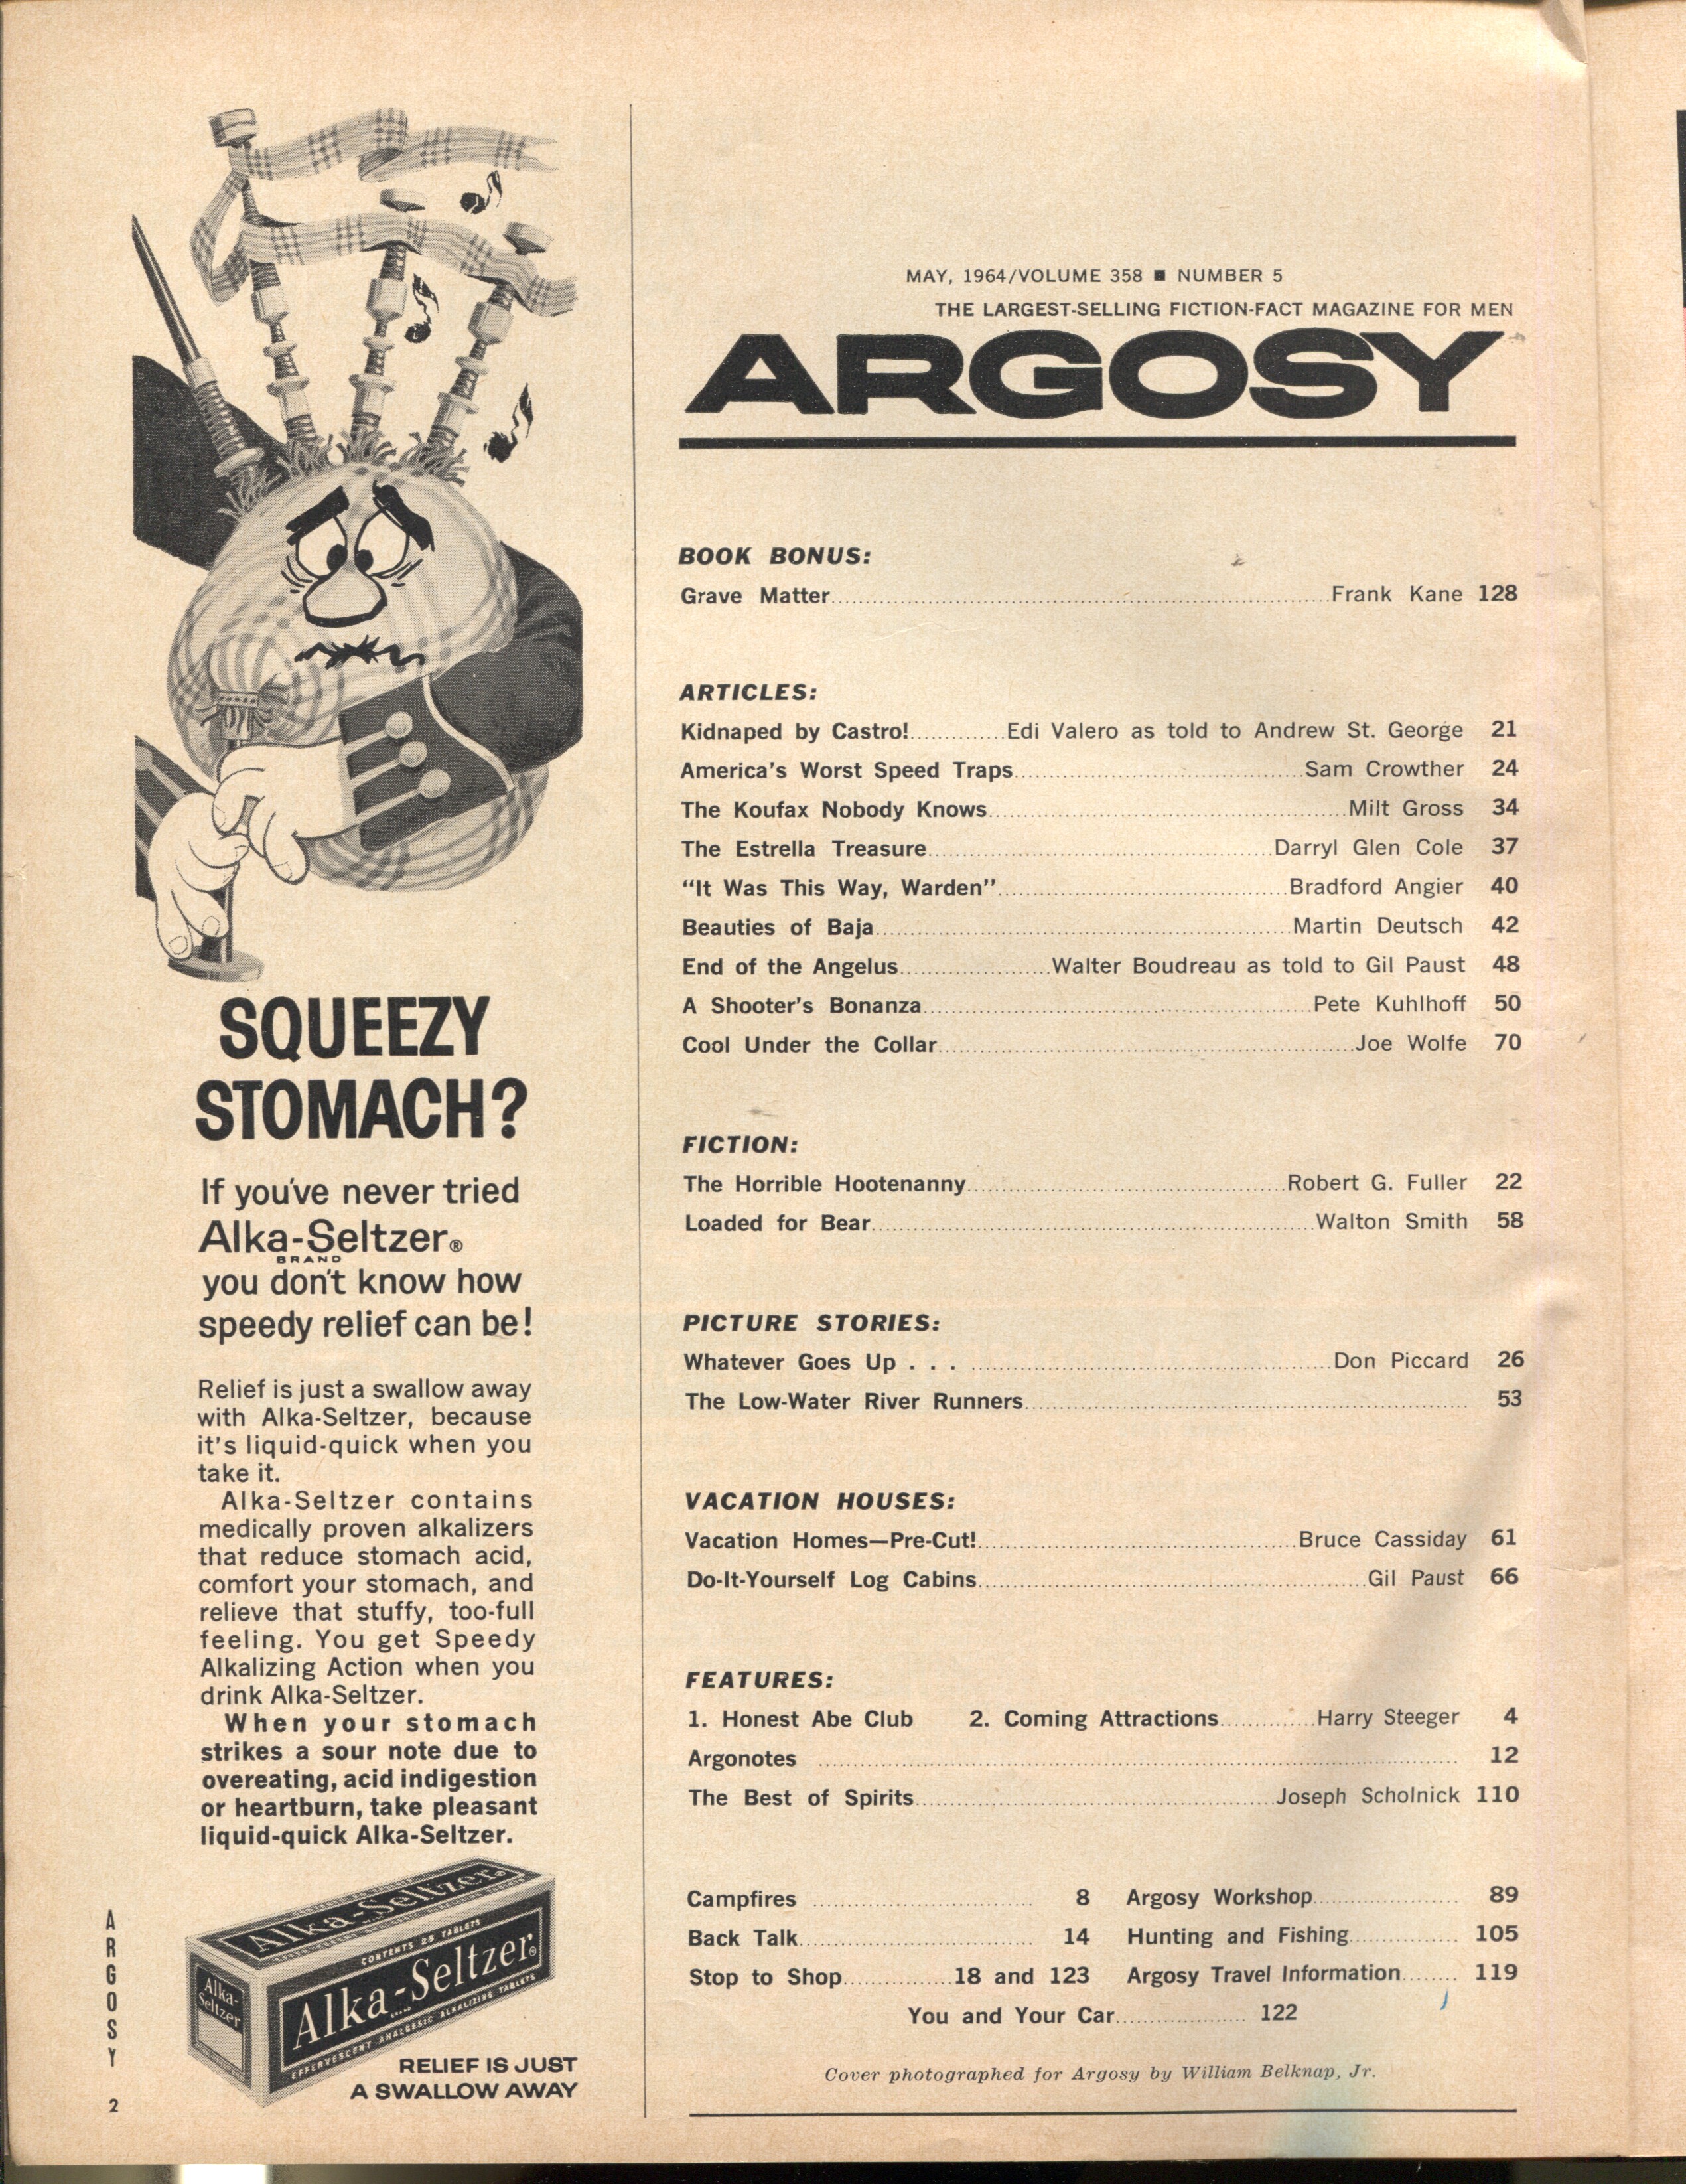 SQUEEZY
STOMACH?
If you've never tried
Alka-Seltzer®
BRAND
you don't know how
speedy relief can be!
Relief is just a swallow away
with Alka-Seltzer, because
it's liquid-quick when you
take it.
Alka-Seltzer contains
medically proven alkalizers
that reduce stomach acid,
comfort your stomach, and
relieve that stuffy, too-full
feeling. You get Speedy
Alkalizing Action when you
drink Alka-Seltzer.
When your stomach
strikes a sour note due to
overeating, acid indigestion
or heartburn, take pleasant
liquid-quick Alka-Seltzer.
Alka-Seltzer®
CONTENTS 25 TABLETS
Alka-
Seltzer
Alka-Seltzer®
EFFERVESCENT ANALGESIC ALKALIZING TABLETS
RELIEF IS JUST
A SWALLOW AWAY
ARGOSY
2
MAY, 1964/VOLUME 358 ■ NUMBER 5
THE LARGEST-SELLING FICTION-FACT MAGAZINE FOR MEN
ARGOSY
BOOK BONUS:
Grave Matter Frank Kane 128
ARTICLES:
Kidnaped by Castro! Edi Valero as told to Andrew St. George 21
America's Worst Speed Traps Sam Crowther 24
The Koufax Nobody Knows Milt Gross 34
The Estrella Treasure Darryl Glen Cole 37
"It Was This Way, Warden" Bradford Angier 40
Beauties of Baja Martin Deutsch 42
End of the Angelus Walter Boudreau as told to Gil Paust 48
A Shooter's Bonanza Pete Kuhlhoff 50
Cool Under the Collar Joe Wolfe 70
FICTION:
The Horrible Hootenanny Robert G. Fuller 22
Loaded for Bear Walton Smith 58
PICTURE STORIES:
Whatever Goes Up . . . Don Piccard 26
The Low-Water River Runners 53
VACATION HOUSES:
Vacation Homes—Pre-Cut! Bruce Cassiday 61
Do-It-Yourself Log Cabins Gil Paust 66
FEATURES:
1. Honest Abe Club 2. Coming Attractions Harry Steeger 4
Argonotes 12
The Best of Spirits Joseph Scholnick 110
Campfires 8 Argosy Workshop 89
Back Talk 14 Hunting and Fishing 105
Stop to Shop 18 and 123 Argosy Travel Information 119
You and Your Car 122
Cover photographed for Argosy by William Belknap, Jr.